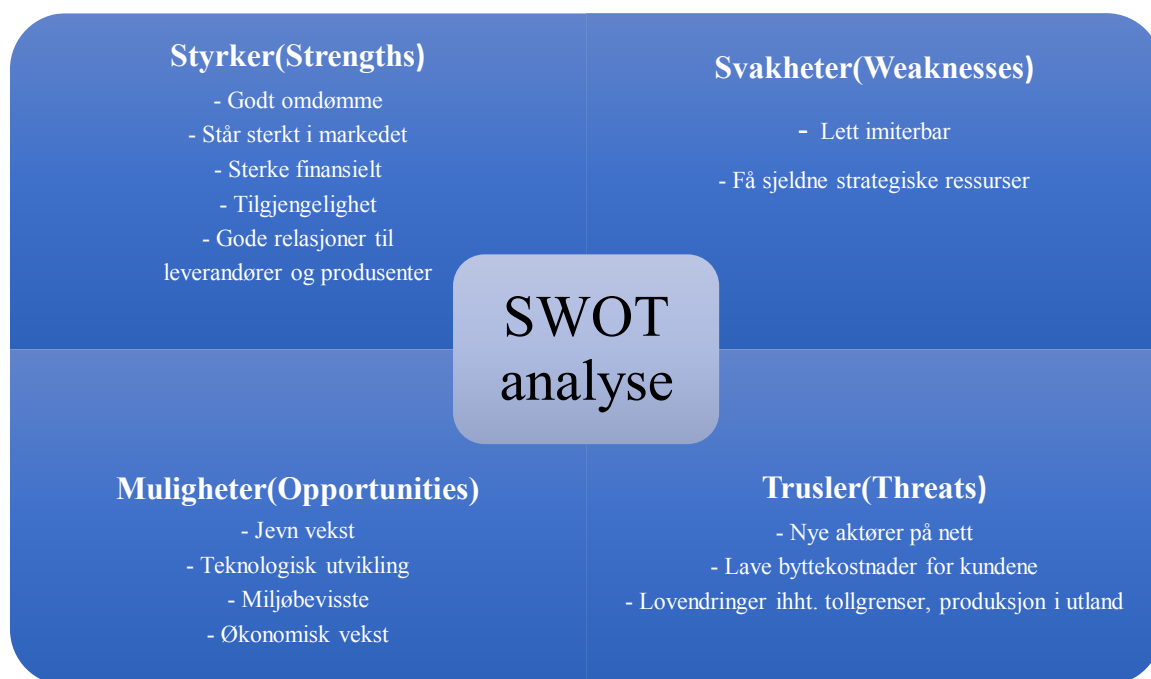 Styrker(Strengths)
- Godt omdømme
- Står sterkt i markedet
- Sterke finansielt
- Tilgjengelighet
- Gode relasjoner til
leverandører og produsenter
Svakheter(Weaknesses)
- Lett imiterbar
- Få sjeldne strategiske ressurser
SWOT
analyse
Muligheter(Opportunities)
- Jevn vekst
- Teknologisk utvikling
- Miljøbevisste
- Økonomisk vekst
Trusler(Threats)
- Nye aktører på nett
- Lave byttekostnader for kundene
- Lovendringer ihht. tollgrenser, produksjon i utland